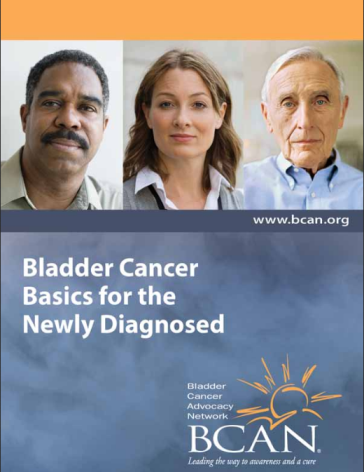 www.bcan.org
Bladder Cancer
Basics for the
Newly Diagnosed
Bladder
Cancer
Advocacy
Network
BCAN®
Leading the way to awareness and a cure